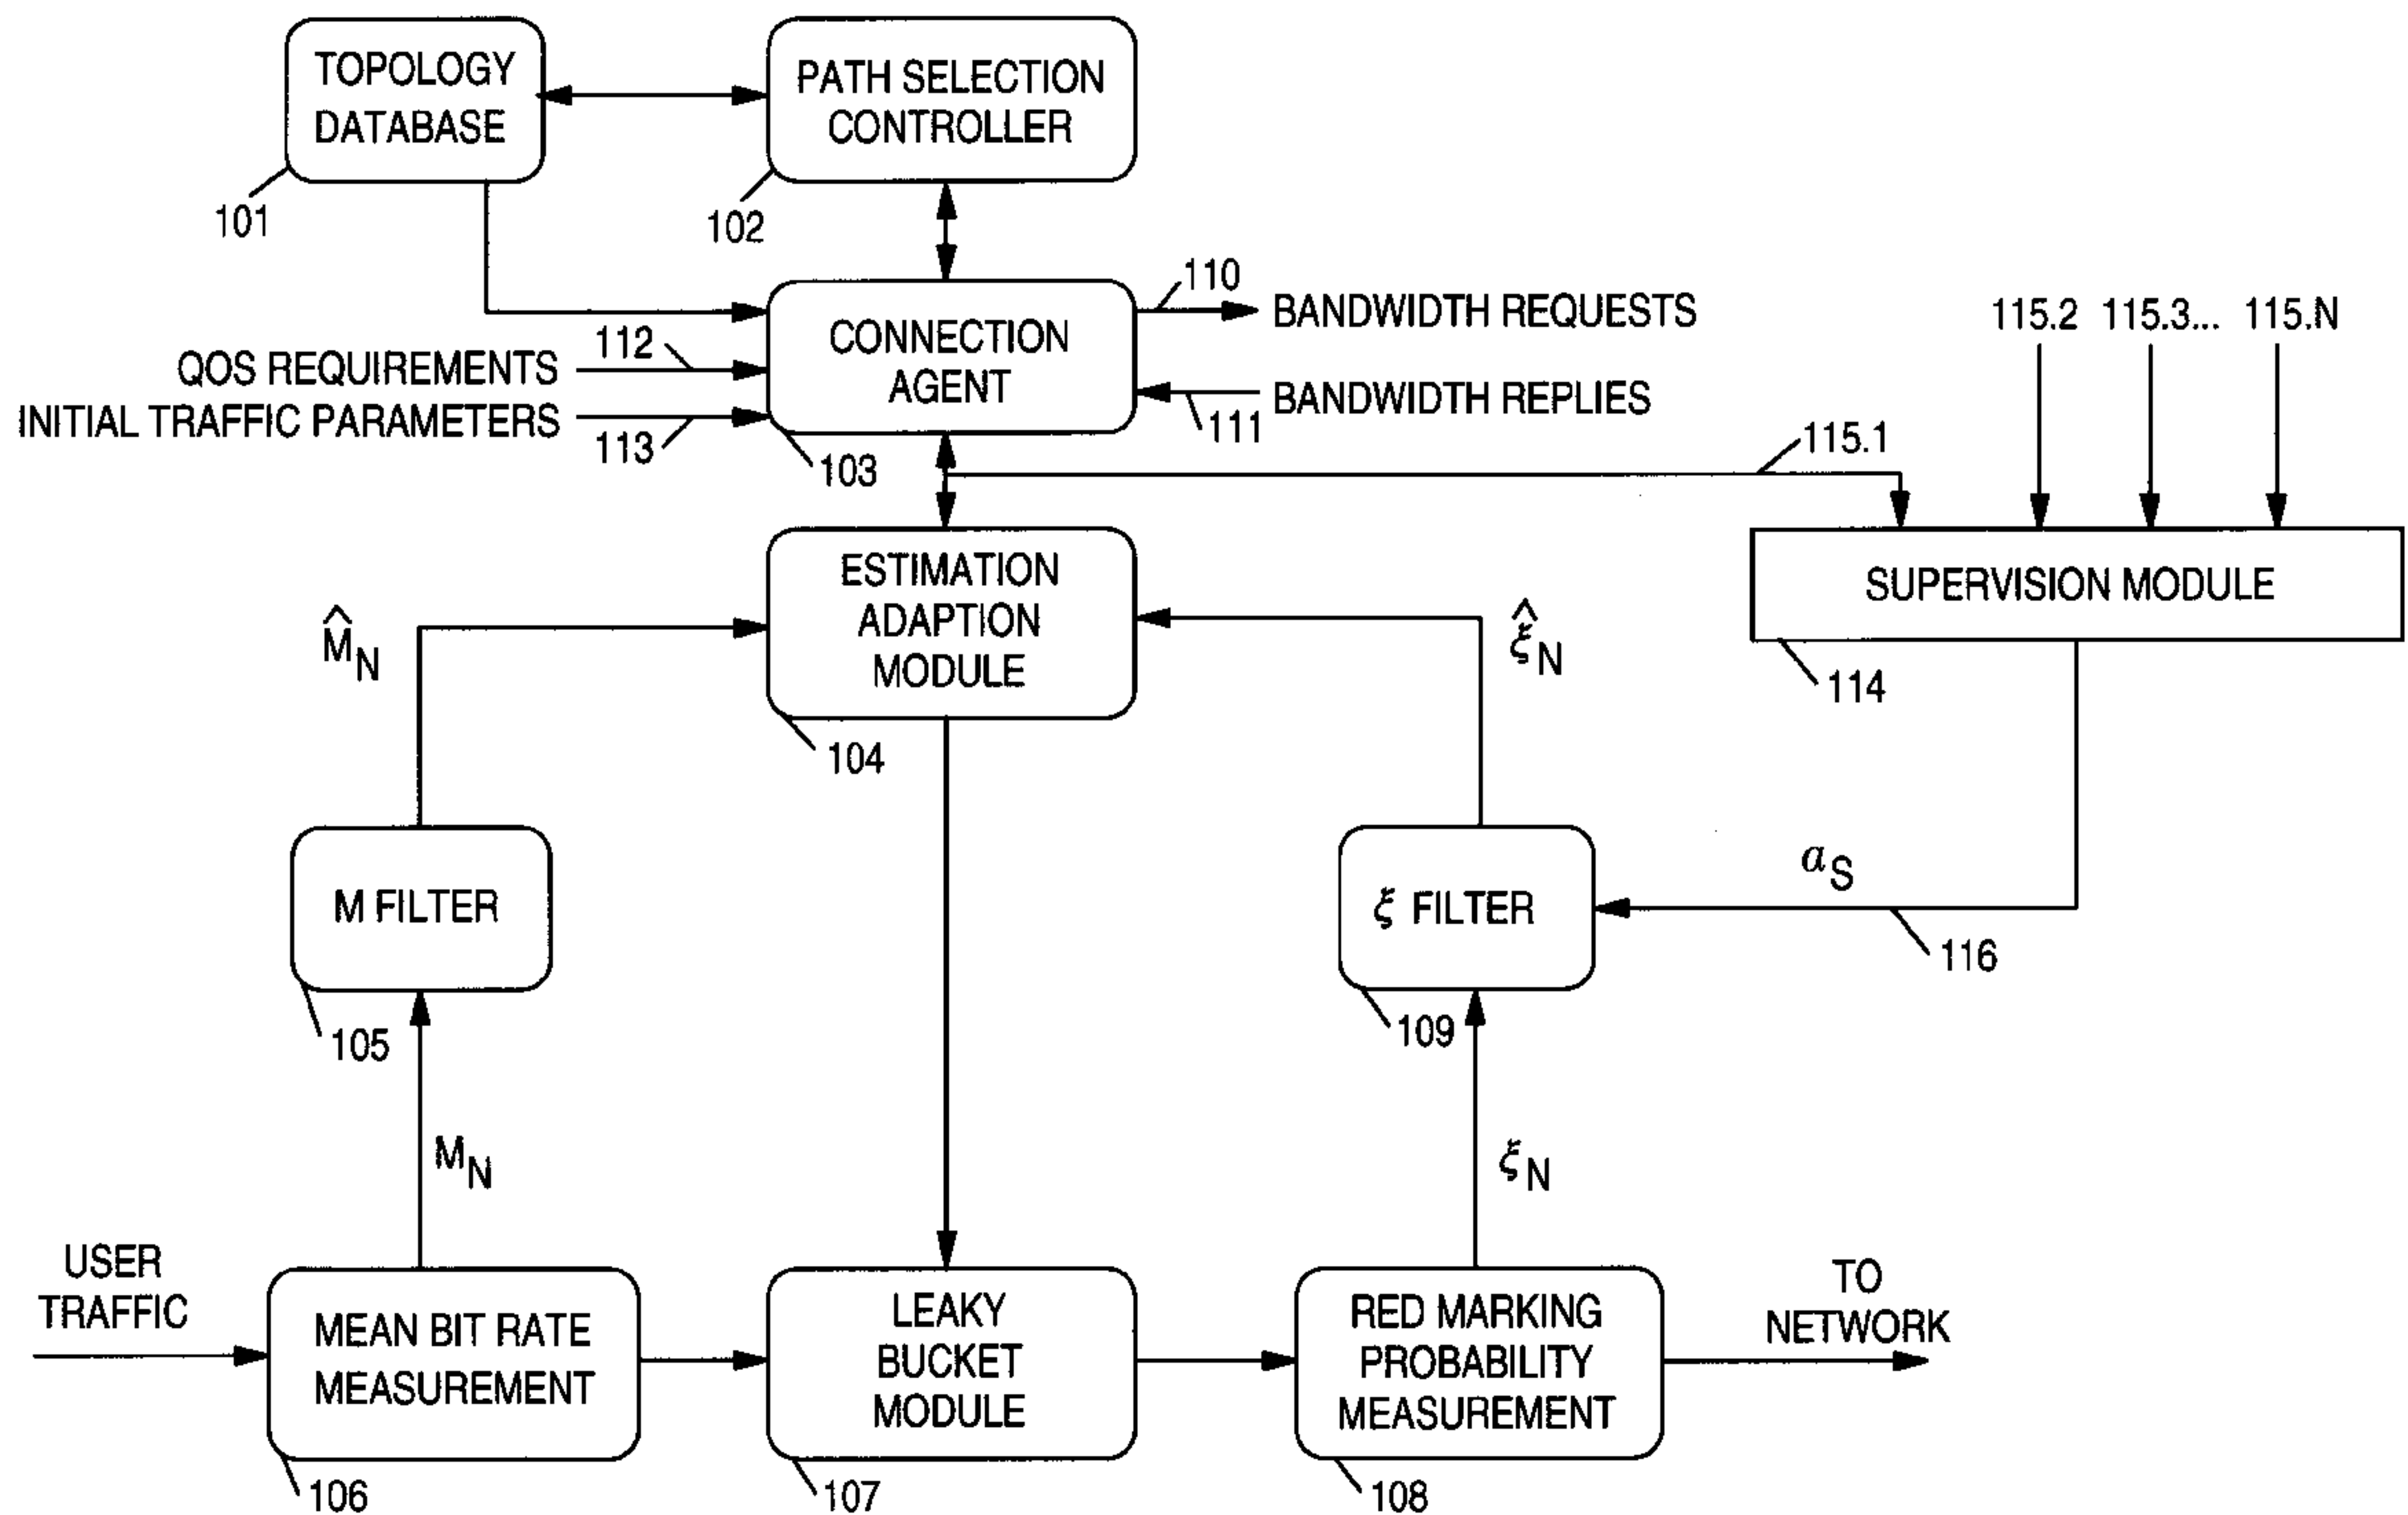 TOPOLOGY
DATABASE
101
PATH SELECTION
CONTROLLER
102
CONNECTION
AGENT
103
110
BANDWIDTH REQUESTS
BANDWIDTH REPLIES
111
112
QOS REQUIREMENTS
INITIAL TRAFFIC PARAMETERS
113
115.1
115.2 115.3... 115.N
SUPERVISION MODULE
114
ESTIMATION
ADAPTION
MODULE
104
M̂N
ξ̂N
M FILTER
105
ξ FILTER
109
αS
116
MN
ξN
USER
TRAFFIC
MEAN BIT RATE
MEASUREMENT
106
LEAKY
BUCKET
MODULE
107
RED MARKING
PROBABILITY
MEASUREMENT
108
TO
NETWORK